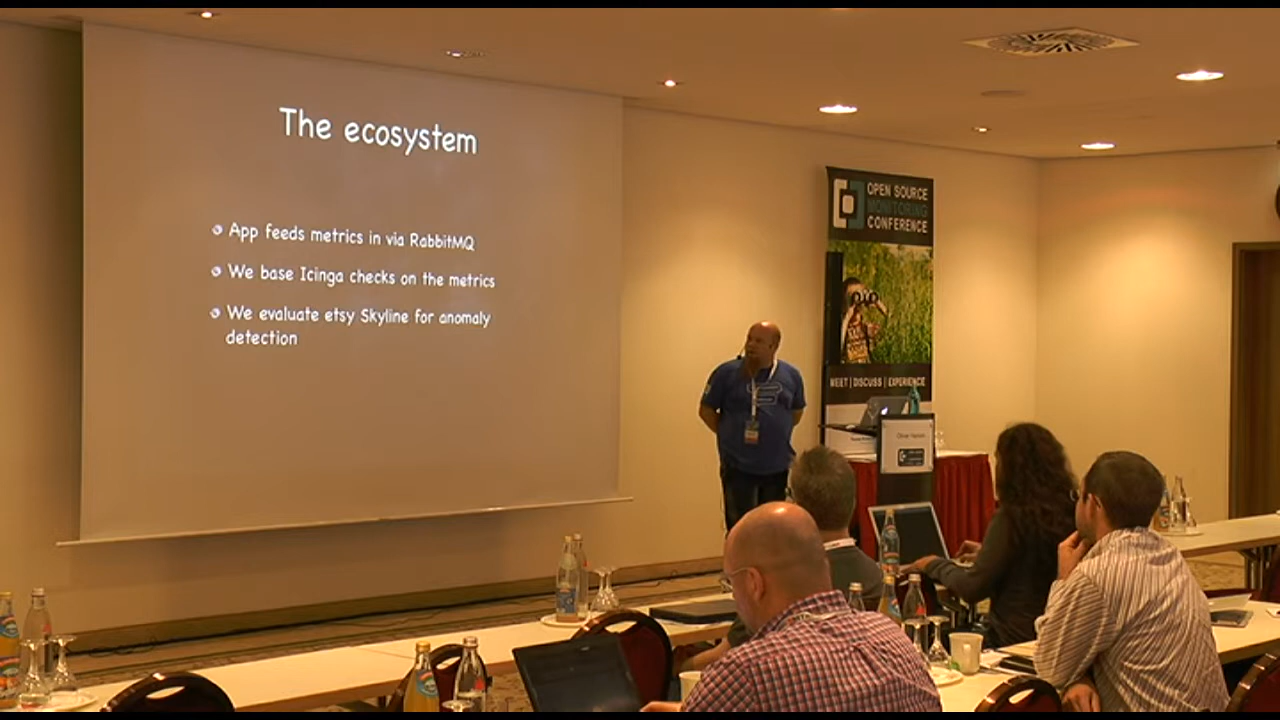 The ecosystem
App feeds metrics in via RabbitMQ
We base Icinga checks on the metrics
We evaluate etsy Skyline for anomaly
detection
OPEN SOURCE
MONITORING
CONFERENCE
MEET | DISCUSS | EXPERIENCE